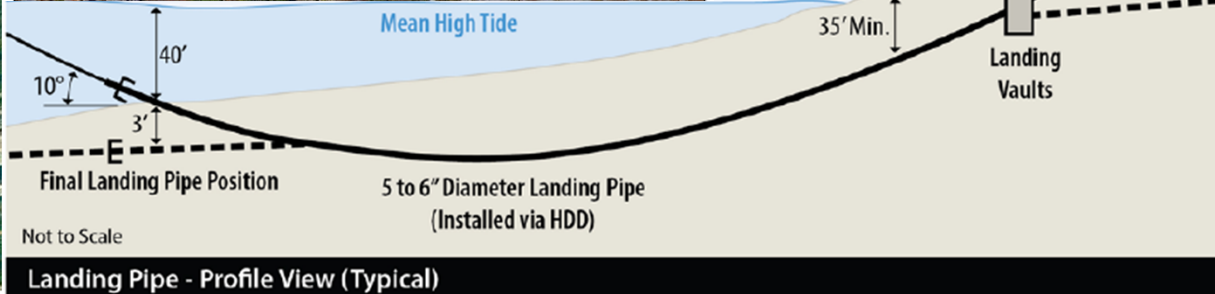 Mean High Tide
40'
35' Min.
10°
3'
Landing
Vaults
Final Landing Pipe Position
5 to 6" Diameter Landing Pipe
(Installed via HDD)
Not to Scale
Landing Pipe - Profile View (Typical)